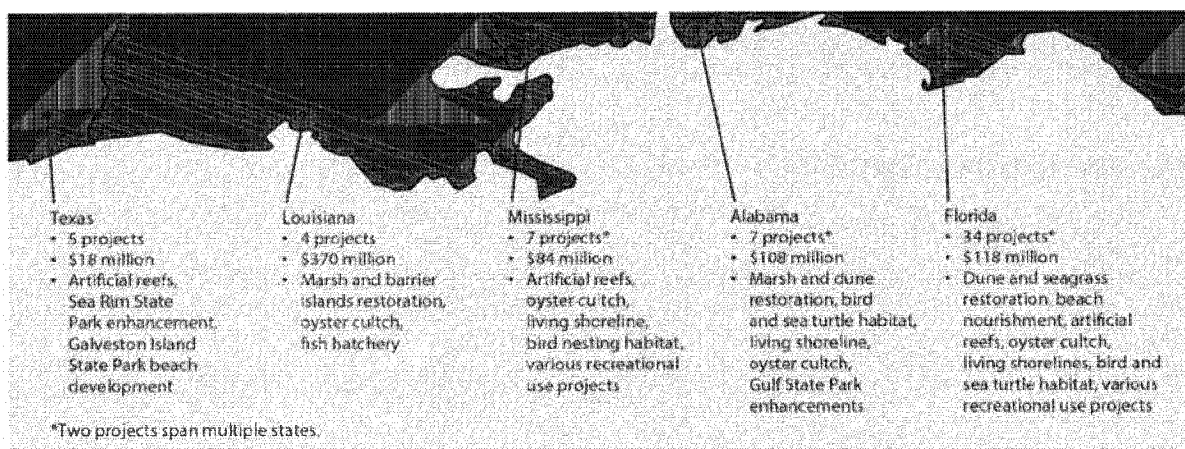 Texas
• 5 projects
• $18 million
• Artificial reefs,
Sea Rim State
Park enhancement,
Galveston Island
State Park beach
development
Louisiana
• 4 projects
• $370 million
• Marsh and barrier
islands restoration,
oyster cultch,
fish hatchery
Mississippi
• 7 projects*
• $84 million
• Artificial reefs,
oyster cultch,
living shoreline,
bird nesting habitat,
various recreational
use projects
Alabama
• 7 projects*
• $108 million
• Marsh and dune
restoration, bird
and sea turtle habitat,
living shoreline,
oyster cultch,
Gulf State Park
enhancements
Florida
• 34 projects*
• $118 million
• Dune and seagrass
restoration, beach
nourishment, artificial
reefs, oyster cultch,
living shorelines, bird and
sea turtle habitat, various
recreational use projects
*Two projects span multiple states.